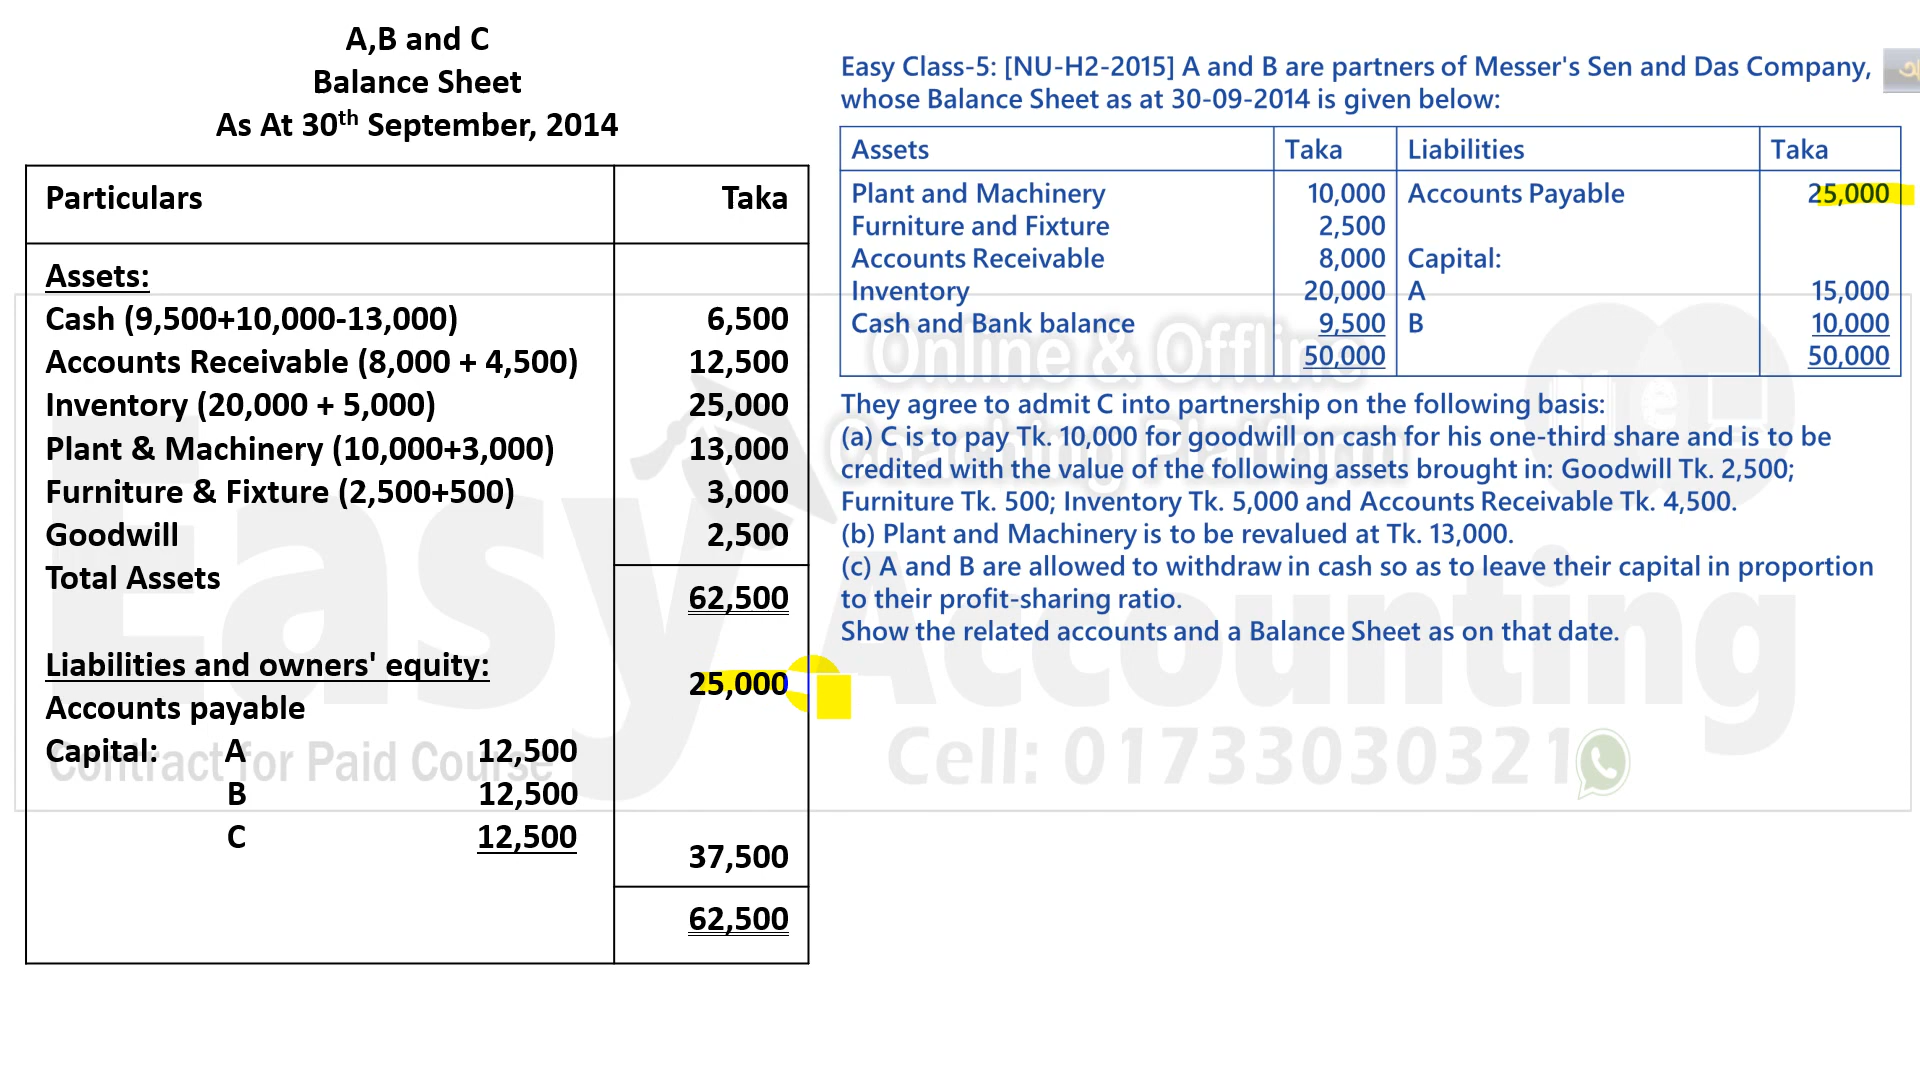 A,B and C
Balance Sheet
As At 30th September, 2014
Particulars Taka
Assets:
Cash (9,500+10,000-13,000) 6,500
Accounts Receivable (8,000 + 4,500) 12,500
Inventory (20,000 + 5,000) 25,000
Plant & Machinery (10,000+3,000) 13,000
Furniture & Fixture (2,500+500) 3,000
Goodwill 2,500
Total Assets 62,500
Liabilities and owners' equity:
Accounts payable 25,000
Capital: A 12,500
B 12,500
C 12,500 37,500
62,500
Easy Class-5: [NU-H2-2015] A and B are partners of Messer's Sen and Das Company,
whose Balance Sheet as at 30-09-2014 is given below:
Assets Taka Liabilities Taka
Plant and Machinery 10,000 Accounts Payable 25,000
Furniture and Fixture 2,500
Accounts Receivable 8,000 Capital:
Inventory 20,000 A 15,000
Cash and Bank balance 9,500 B 10,000
50,000 50,000
They agree to admit C into partnership on the following basis:
(a) C is to pay Tk. 10,000 for goodwill on cash for his one-third share and is to be
credited with the value of the following assets brought in: Goodwill Tk. 2,500;
Furniture Tk. 500; Inventory Tk. 5,000 and Accounts Receivable Tk. 4,500.
(b) Plant and Machinery is to be revalued at Tk. 13,000.
(c) A and B are allowed to withdraw in cash so as to leave their capital in proportion
to their profit-sharing ratio.
Show the related accounts and a Balance Sheet as on that date.
Online & Offline
Coaching Platform
Easy Accounting
Contract for Paid Course
Cell: 01733030321